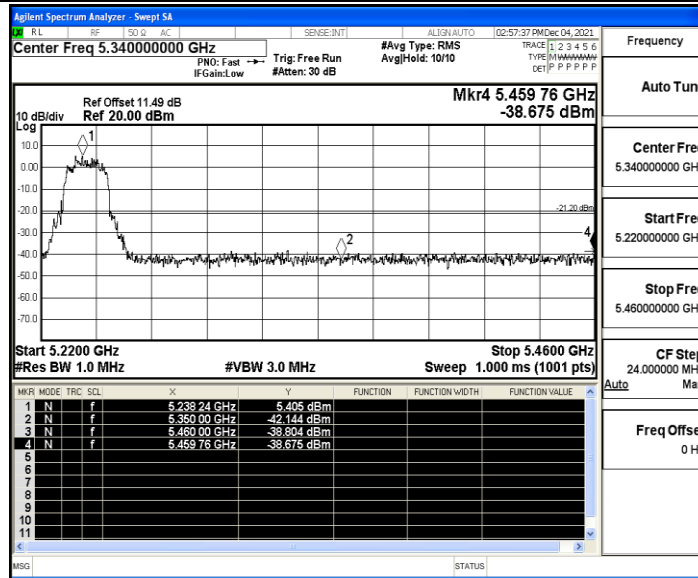 Agilent Spectrum Analyzer - Swept SA
RL RF 50 Ω AC SENSE:INT ALIGNAUTO 02:57:37 PM Dec 04, 2021
Center Freq 5.340000000 GHz
PNO: Fast
IFGain:Low
Trig: Free Run
#Atten: 30 dB
#Avg Type: RMS
Avg|Hold: 10/10
TRACE 1 2 3 4 5 6
TYPE M
DET P P P P P P
Frequency
Ref Offset 11.49 dB
Ref 20.00 dBm
10 dB/div
Log
Mkr4 5.459 76 GHz
-38.675 dBm
10.0
0.00
-10.0
-20.0
-30.0
-40.0
-50.0
-60.0
-70.0
1
2
4
-21.20 dBm
Start 5.2200 GHz
Stop 5.4600 GHz
#Res BW 1.0 MHz
#VBW 3.0 MHz
Sweep 1.000 ms (1001 pts)
MKR MODE TRC SCL X Y FUNCTION FUNCTION WIDTH FUNCTION VALUE
1 N f 5.238 24 GHz 5.405 dBm
2 N f 5.350 00 GHz -42.144 dBm
3 N f 5.460 00 GHz -38.804 dBm
4 N f 5.459 76 GHz -38.675 dBm
5
6
7
8
9
10
11
MSG STATUS
Auto Tun
Center Fre
5.340000000 GH
Start Fre
5.220000000 GH
Stop Fre
5.460000000 GH
CF Step
24.000000 MH
Auto Ma
Freq Offse
0 H